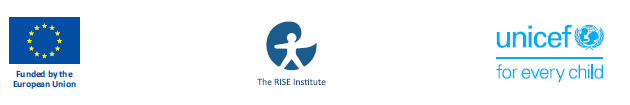 Funded by the
European Union
The RISE Institute
unicef
for every child